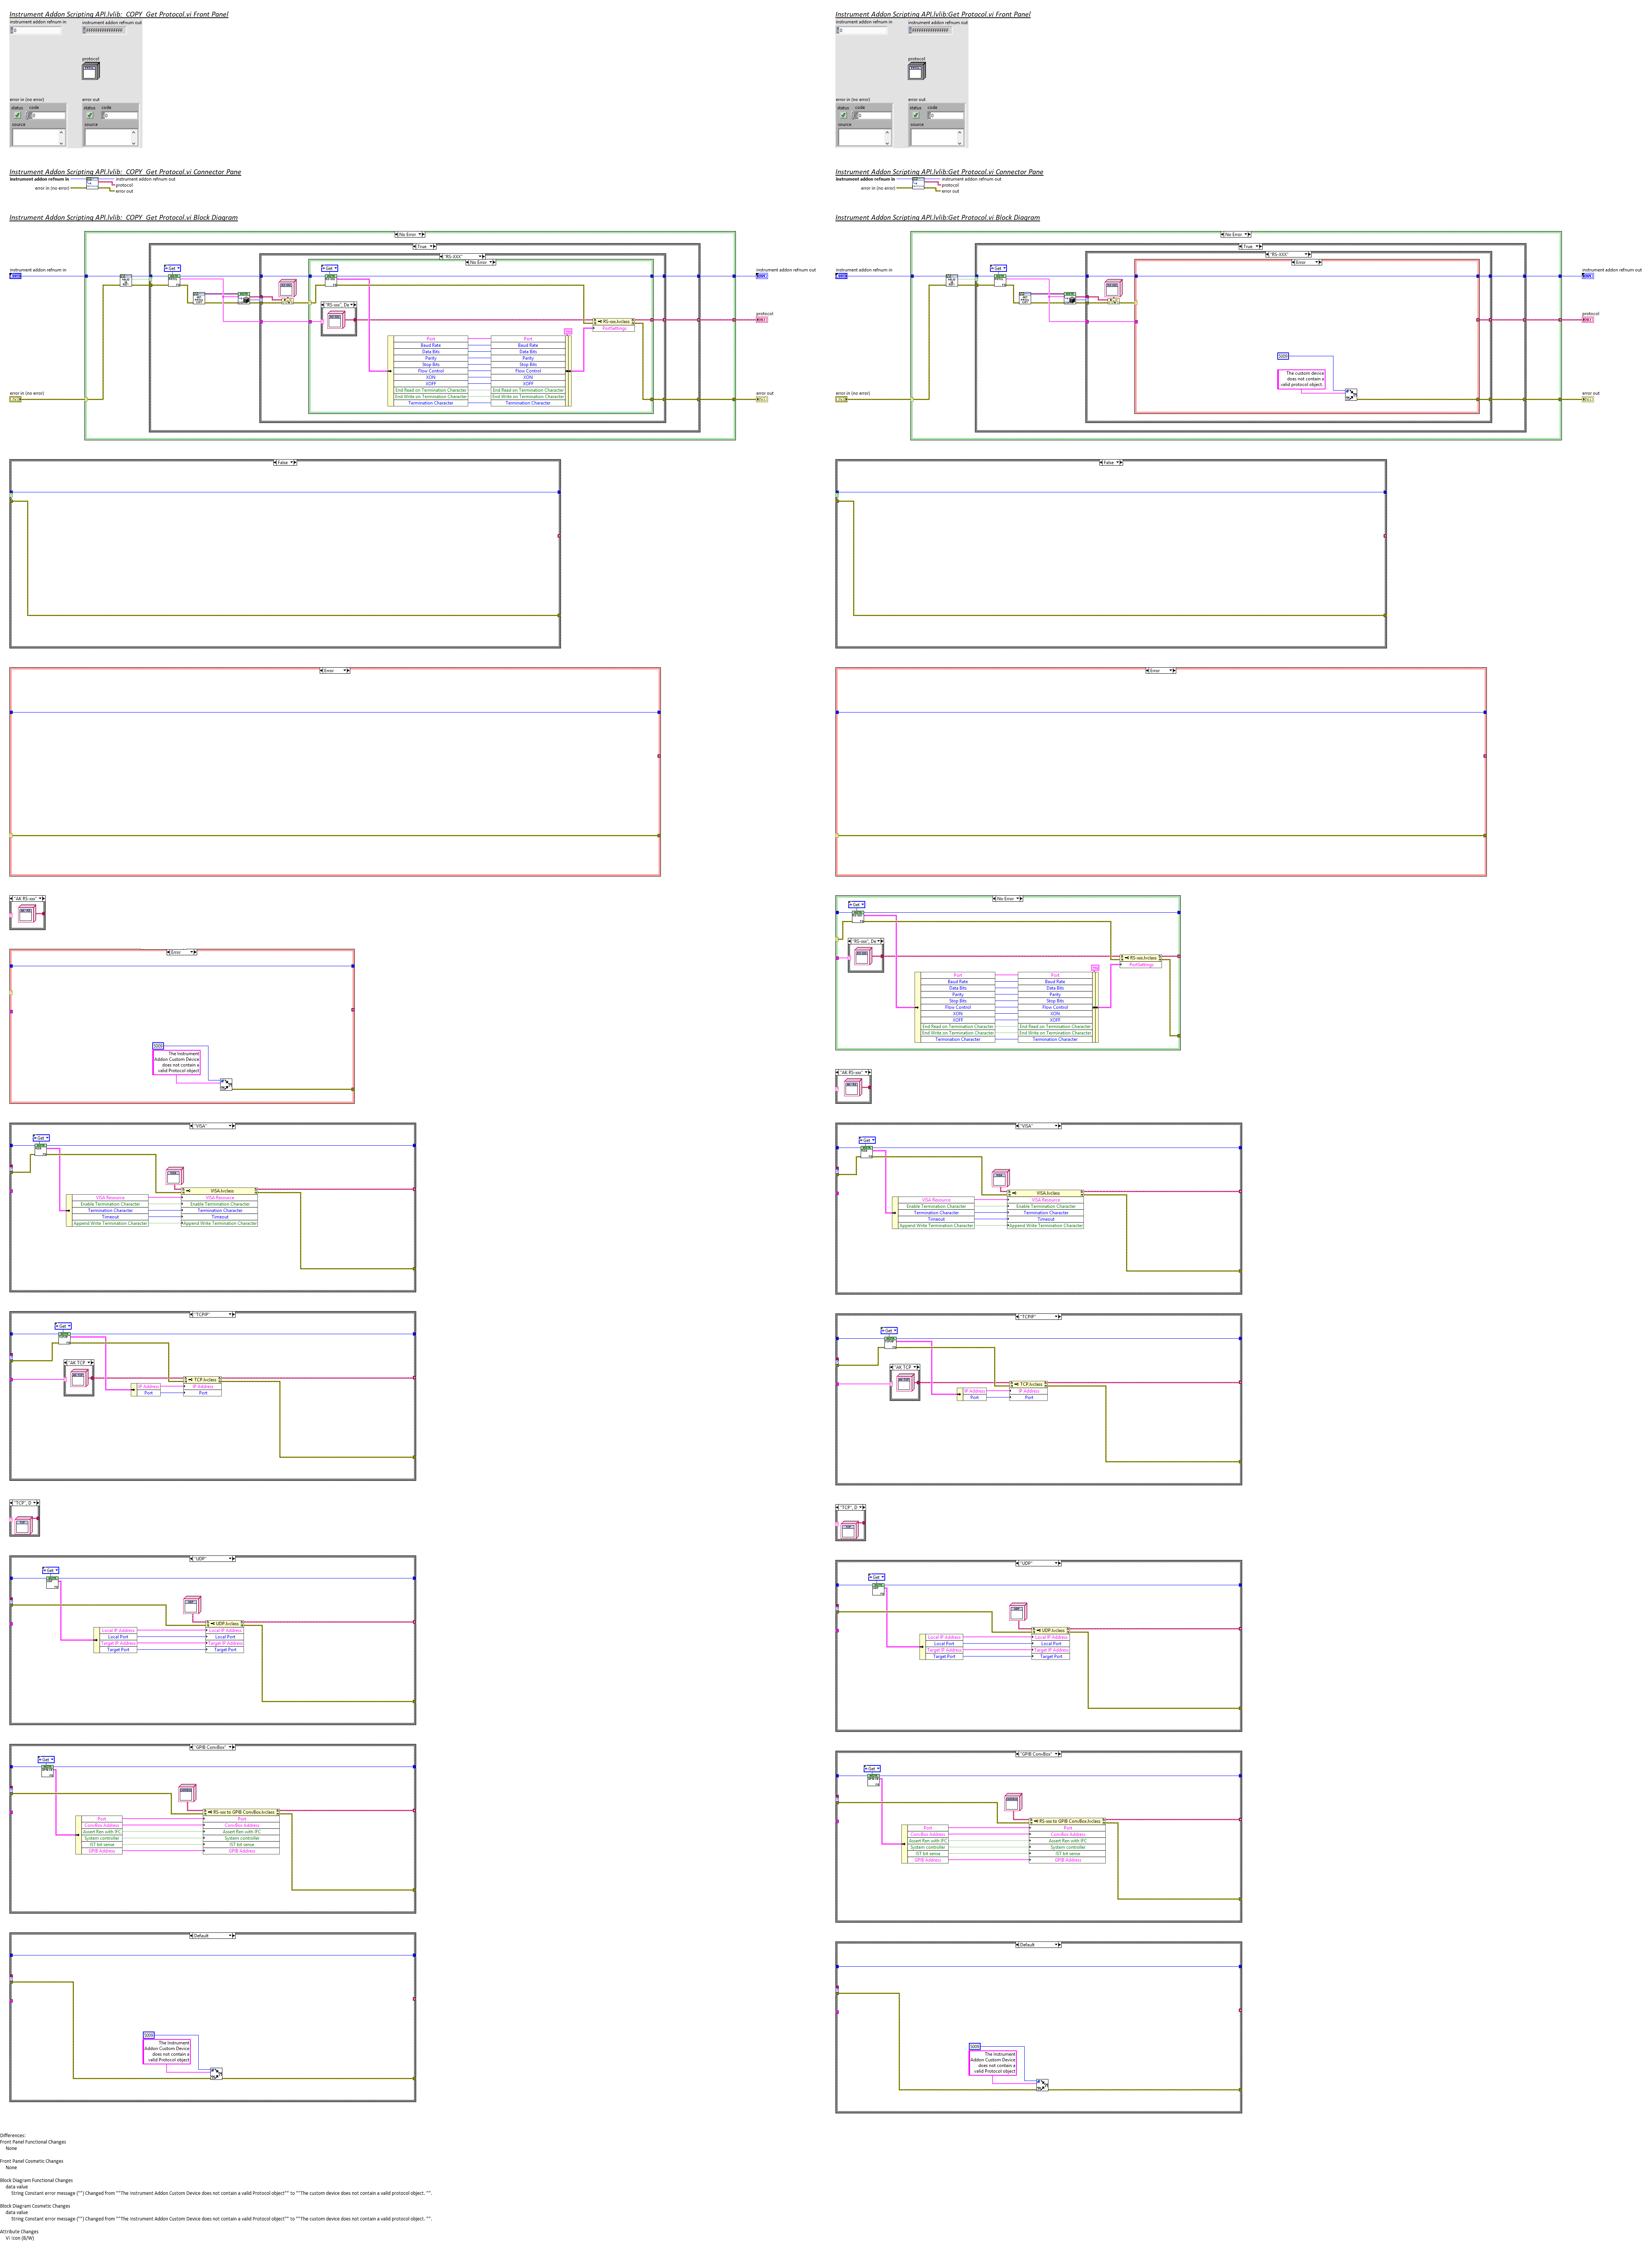 Instrument Addon Scripting API.lvlib:_COPY_Get Protocol.vi Front Panel
instrument addon refnum in
instrument addon refnum out
0
protocol
error in (no error)
error out
status
code
status
code
0
0
source
source
Instrument Addon Scripting API.lvlib:_COPY_Get Protocol.vi Connector Pane
instrument addon refnum in
instrument addon refnum out
protocol
error in (no error)
error out
Instrument Addon Scripting API.lvlib:_COPY_Get Protocol.vi Block Diagram
No Error
True
"RS-XXX"
No Error
Get
Get
instrument addon refnum in
instrument addon refnum out
"RS-xxx", De
protocol
RS-xxx.lvclass
PortSettings
Port
Port
Baud Rate
Baud Rate
Data Bits
Data Bits
Parity
Parity
Stop Bits
Stop Bits
Flow Control
Flow Control
XON
XON
XOFF
XOFF
End Read on Termination Character
End Read on Termination Character
End Write on Termination Character
End Write on Termination Character
Termination Character
Termination Character
error in (no error)
error out
False
Error
"AK RS-xxx"
Error
5009
The Instrument
Addon Custom Device
does not contain a
valid Protocol object
"VISA"
Get
VISA.lvclass
VISA Resource
VISA Resource
Enable Termination Character
Enable Termination Character
Termination Character
Termination Character
Timeout
Timeout
Append Write Termination Character
Append Write Termination Character
"TCPIP"
Get
"AK TCP
TCP.lvclass
IP Address
IP Address
Port
Port
"TCP", D
"UDP"
Get
UDP.lvclass
Local IP Address
Local IP Address
Local Port
Local Port
Target IP Address
Target IP Address
Target Port
Target Port
"GPIB ConvBox"
Get
RS-xxx to GPIB ConvBox.lvclass
Port
Port
ConvBox Address
ConvBox Address
Assert Ren with IFC
Assert Ren with IFC
System controller
System controller
IST bit sense
IST bit sense
GPIB Address
GPIB Address
Default
5009
The Instrument
Addon Custom Device
does not contain a
valid Protocol object
Instrument Addon Scripting API.lvlib:Get Protocol.vi Front Panel
instrument addon refnum in
instrument addon refnum out
0
protocol
error in (no error)
error out
status
code
status
code
0
0
source
source
Instrument Addon Scripting API.lvlib:Get Protocol.vi Connector Pane
instrument addon refnum in
instrument addon refnum out
protocol
error in (no error)
error out
Instrument Addon Scripting API.lvlib:Get Protocol.vi Block Diagram
No Error
True
"RS-XXX"
Error
Get
instrument addon refnum in
instrument addon refnum out
protocol
5009
The custom device
does not contain a
valid protocol object.
error in (no error)
error out
False
Error
No Error
Get
"RS-xxx", De
RS-xxx.lvclass
PortSettings
Port
Port
Baud Rate
Baud Rate
Data Bits
Data Bits
Parity
Parity
Stop Bits
Stop Bits
Flow Control
Flow Control
XON
XON
XOFF
XOFF
End Read on Termination Character
End Read on Termination Character
End Write on Termination Character
End Write on Termination Character
Termination Character
Termination Character
"AK RS-xxx"
"VISA"
Get
VISA.lvclass
VISA Resource
VISA Resource
Enable Termination Character
Enable Termination Character
Termination Character
Termination Character
Timeout
Timeout
Append Write Termination Character
Append Write Termination Character
"TCPIP"
Get
"AK TCP
TCP.lvclass
IP Address
IP Address
Port
Port
"TCP", D
"UDP"
Get
UDP.lvclass
Local IP Address
Local IP Address
Local Port
Local Port
Target IP Address
Target IP Address
Target Port
Target Port
"GPIB ConvBox"
Get
RS-xxx to GPIB ConvBox.lvclass
Port
Port
ConvBox Address
ConvBox Address
Assert Ren with IFC
Assert Ren with IFC
System controller
System controller
IST bit sense
IST bit sense
GPIB Address
GPIB Address
Default
5009
The Instrument
Addon Custom Device
does not contain a
valid Protocol object
Differences:
Front Panel Functional Changes
None
Front Panel Cosmetic Changes
None
Block Diagram Functional Changes
data value
String Constant error message ("") Changed from ""The Instrument Addon Custom Device does not contain a valid Protocol object"" to ""The custom device does not contain a valid protocol object. "".
Block Diagram Cosmetic Changes
data value
String Constant error message ("") Changed from ""The Instrument Addon Custom Device does not contain a valid Protocol object"" to ""The custom device does not contain a valid protocol object. "".
Attribute Changes
VI Icon (B/W)